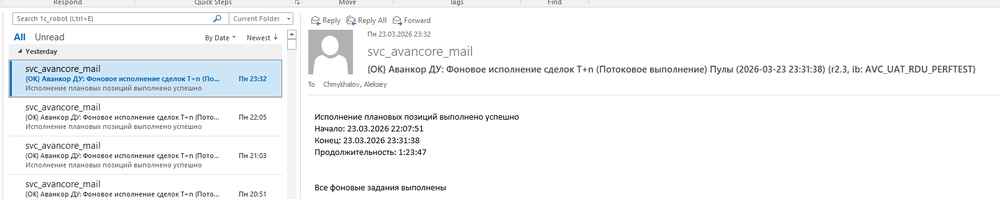 Respond
Quick Steps
Move
Tags
Find
Search 1c_robot (Ctrl+E)
Current Folder
All Unread
By Date Newest
Yesterday
svc_avancore_mail
{ОК} Аванкор ДУ: Фоновое исполнение сделок Т+n (По... Пн 23:32
Исполнение плановых позиций выполнено успешно
svc_avancore_mail
{ОК} Аванкор ДУ: Фоновое исполнение сделок Т+n (Пото... Пн 22:05
Исполнение плановых позиций выполнено успешно
svc_avancore_mail
{ОК} Аванкор ДУ: Фоновое исполнение сделок Т+n (Пото... Пн 21:03
Исполнение плановых позиций выполнено успешно
svc_avancore_mail
{ОК} Аванкор ДУ: Фоновое исполнение сделок Т+n (Пото... Пн 20:51
Reply Reply All Forward
Пн 23.03.2026 23:32
svc_avancore_mail
{ОК} Аванкор ДУ: Фоновое исполнение сделок Т+n (Потоковое выполнение) Пулы (2026-03-23 23:31:38) {r2.3, ib: AVC_UAT_RDU_PERFTEST}
To Chmykhalov, Aleksey
Исполнение плановых позиций выполнено успешно
Начало: 23.03.2026 22:07:51
Конец: 23.03.2026 23:31:38
Продолжительность: 1:23:47
Все фоновые задания выполнены